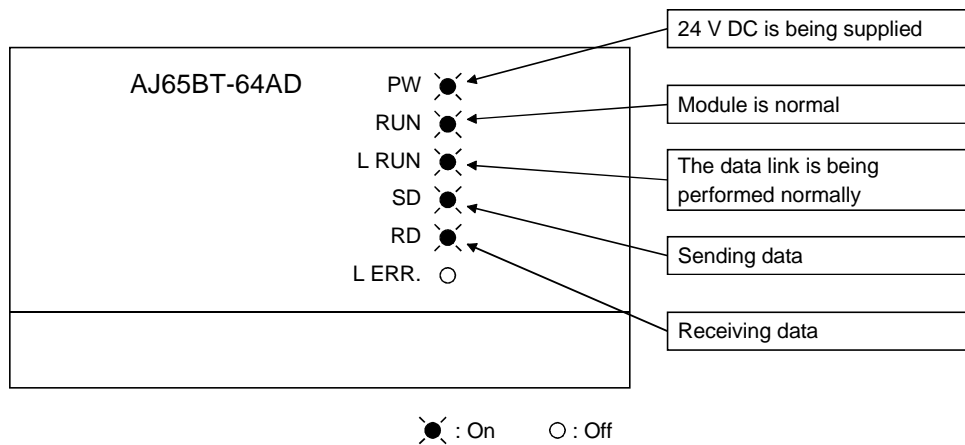 24 V DC is being supplied
AJ65BT-64AD
PW
Module is normal
RUN
L RUN
The data link is being
performed normally
SD
RD
Sending data
L ERR.
Receiving data
: On
: Off